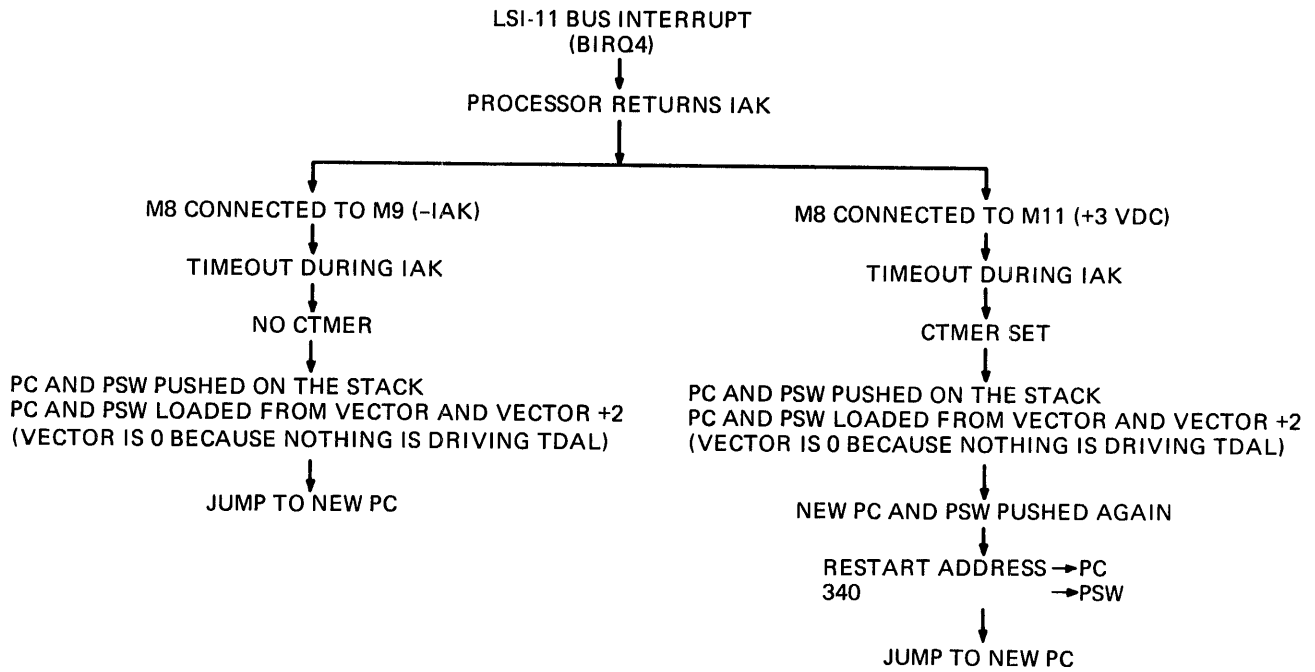 LSI-11 BUS INTERRUPT
(BIRQ4)
PROCESSOR RETURNS IAK
M8 CONNECTED TO M9 (–IAK)
TIMEOUT DURING IAK
NO CTMER
PC AND PSW PUSHED ON THE STACK
PC AND PSW LOADED FROM VECTOR AND VECTOR +2
(VECTOR IS 0 BECAUSE NOTHING IS DRIVING TDAL)
JUMP TO NEW PC
M8 CONNECTED TO M11 (+3 VDC)
TIMEOUT DURING IAK
CTMER SET
PC AND PSW PUSHED ON THE STACK
PC AND PSW LOADED FROM VECTOR AND VECTOR +2
(VECTOR IS 0 BECAUSE NOTHING IS DRIVING TDAL)
NEW PC AND PSW PUSHED AGAIN
RESTART ADDRESS → PC
340 → PSW
JUMP TO NEW PC